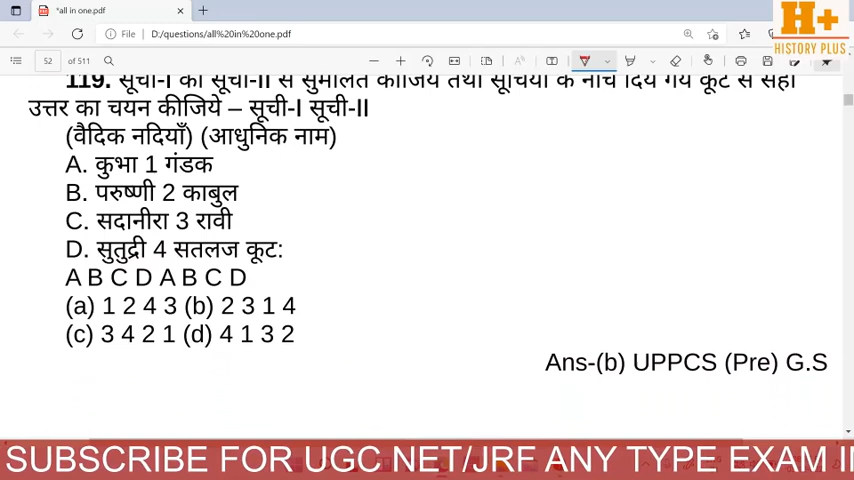 *all in one.pdf
File
D:/questions/all%20in%20one.pdf
H+
HISTORY PLUS
52 of 511
119. सूची-I को सूची-II से सुमेलित कीजिये तथा सूचियों के नीचे दिये गये कूट से सही
उत्तर का चयन कीजिये – सूची-I सूची-II
(वैदिक नदियाँ) (आधुनिक नाम)
A. कुभा 1 गंडक
B. परुष्णी 2 काबुल
C. सदानीरा 3 रावी
D. सुतुद्री 4 सतलज कूट:
A B C D A B C D
(a) 1 2 4 3 (b) 2 3 1 4
(c) 3 4 2 1 (d) 4 1 3 2
Ans-(b) UPPCS (Pre) G.S
SUBSCRIBE FOR UGC NET/JRF ANY TYPE EXAM